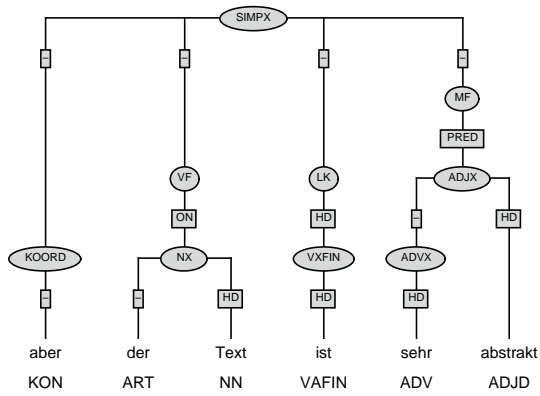 SIMPX
– – – –
MF
PRED
VF LK ADJX
ON HD – HD
KOORD NX VXFIN ADVX
– – HD HD HD
aber der Text ist sehr abstrakt
KON ART NN VAFIN ADV ADJD